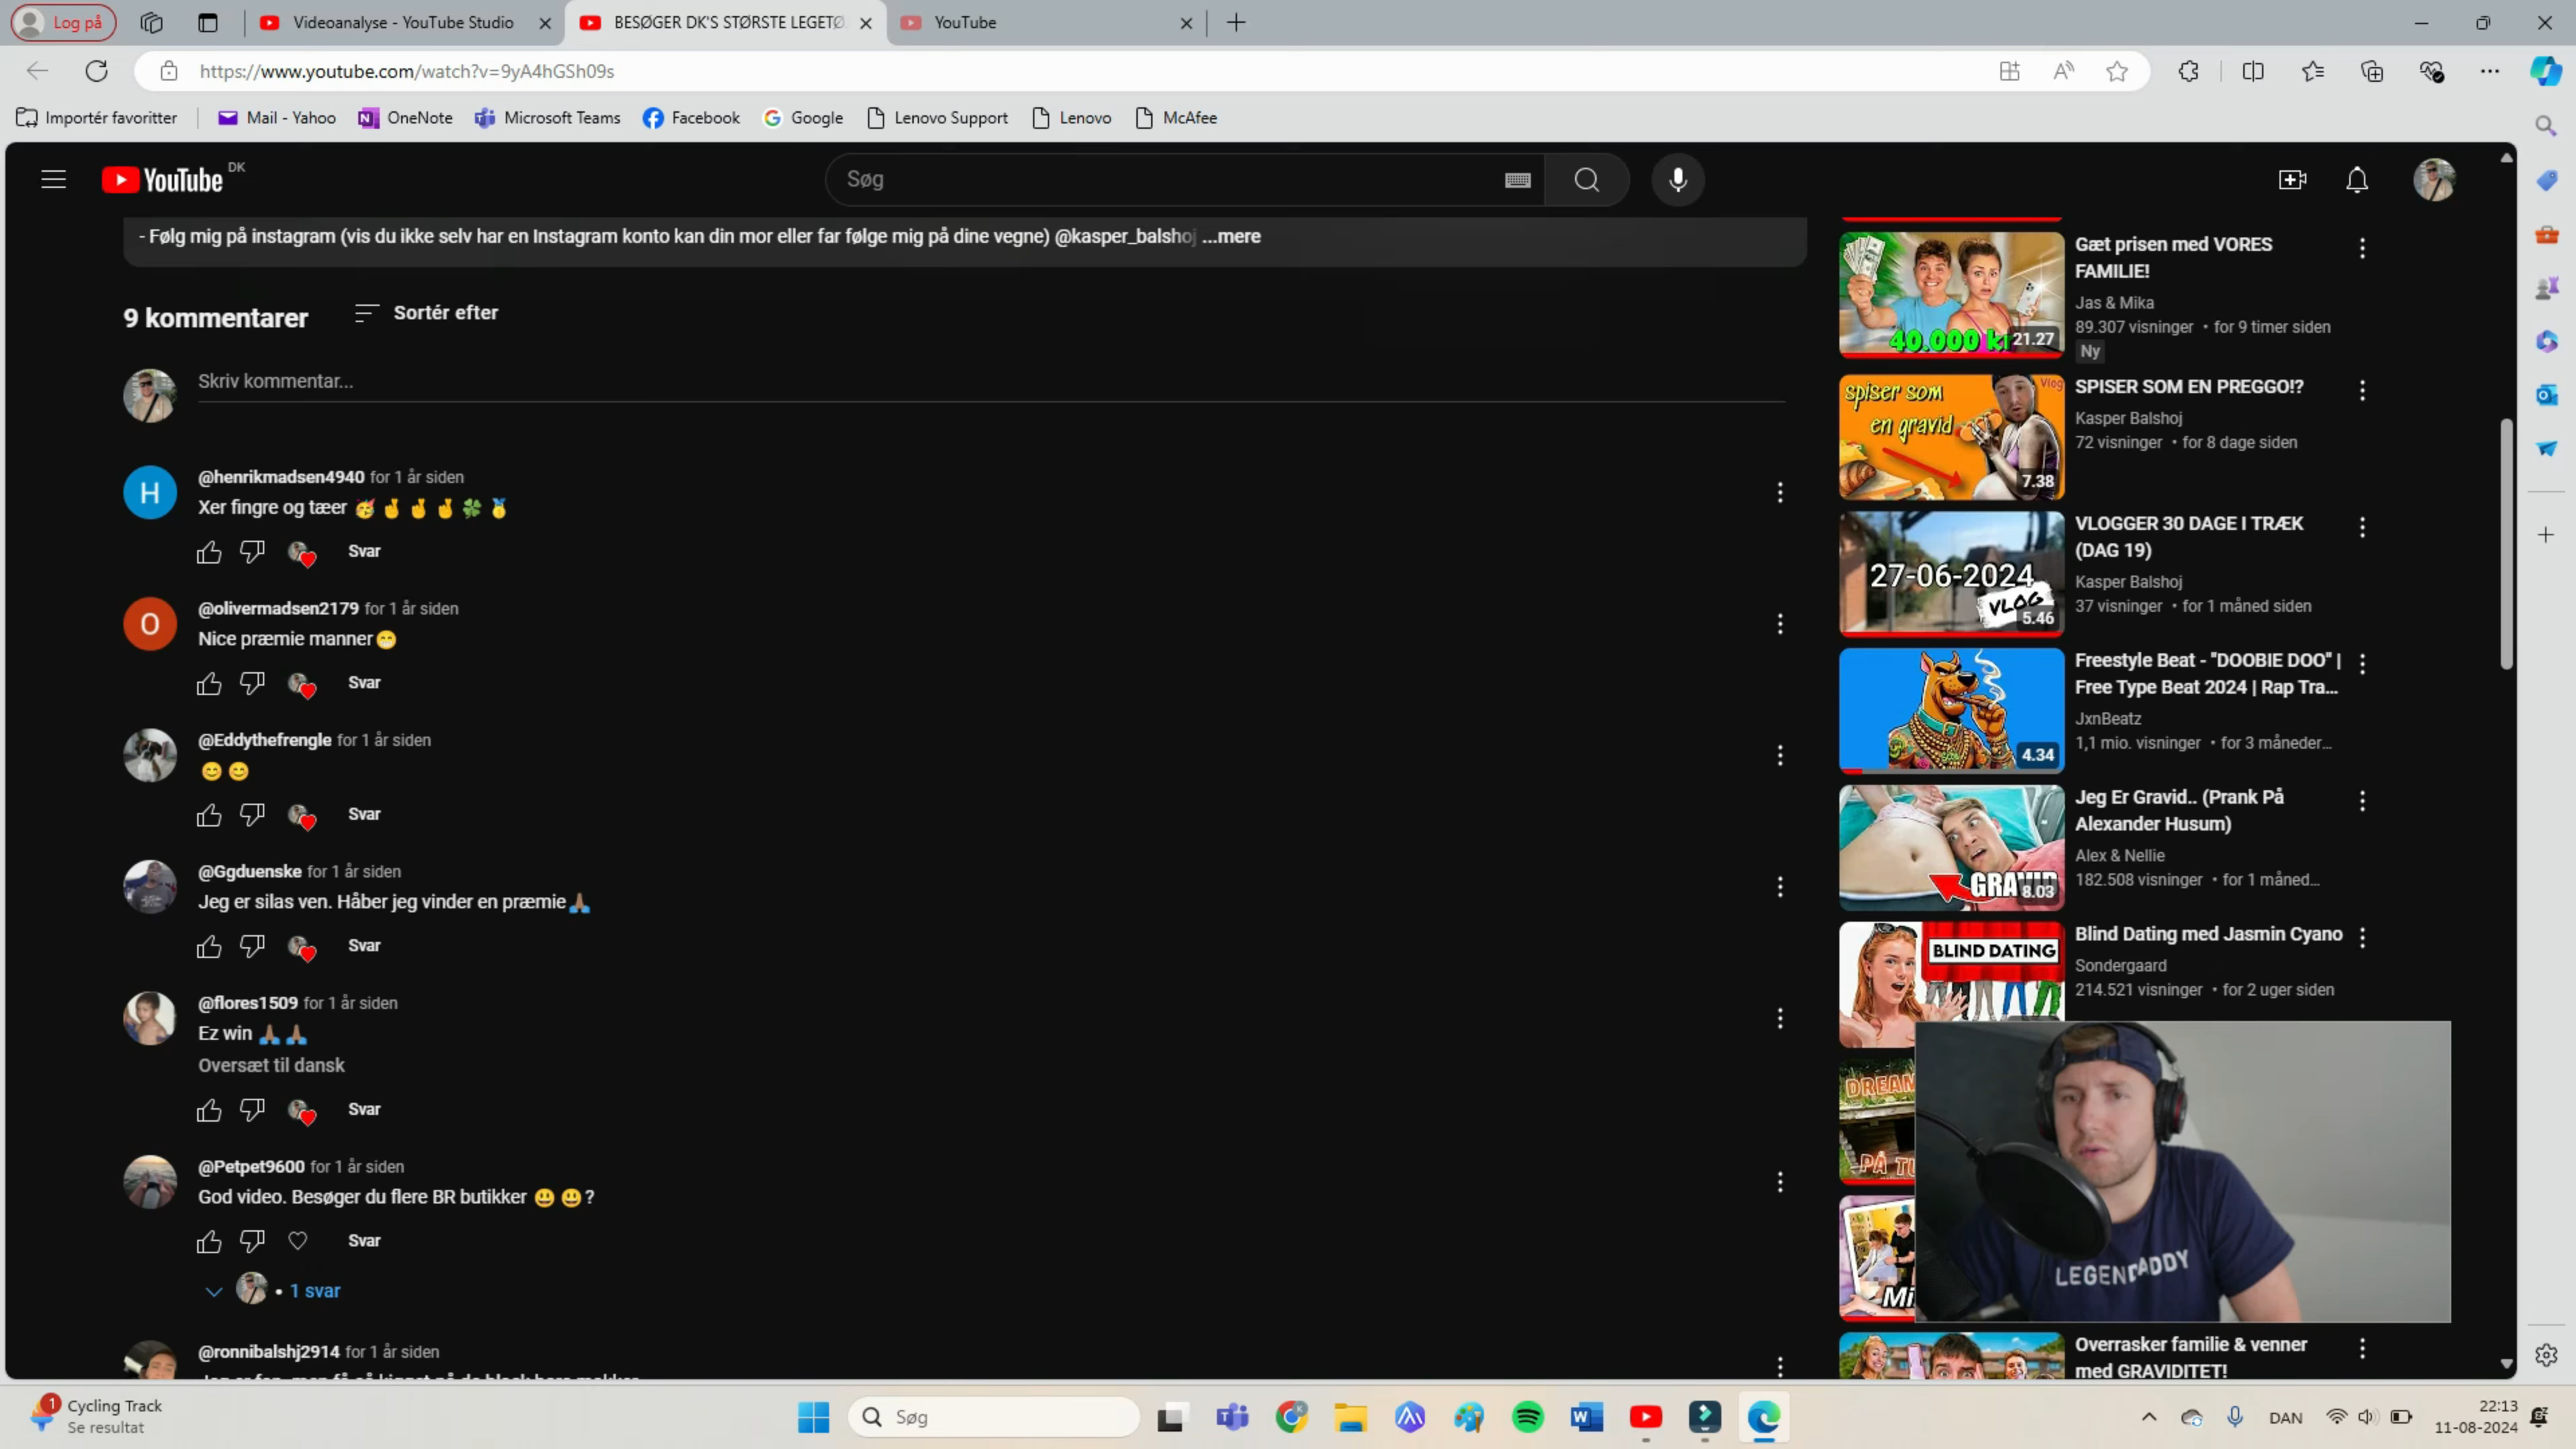 Log på
Videoanalyse - YouTube Studio
BESØGER DK'S STØRSTE LEGETØ
YouTube
https://www.youtube.com/watch?v=9yA4hGSh09s
Importér favoritter
Mail - Yahoo
OneNote
Microsoft Teams
Facebook
Google
Lenovo Support
Lenovo
McAfee
YouTube DK
Søg
- Følg mig på instagram (vis du ikke selv har en Instagram konto kan din mor eller far følge mig på dine vegne) @kasper_balshoj ...mere
9 kommentarer
Sortér efter
Skriv kommentar...
@henrikmadsen4940 for 1 år siden
Xer fingre og tæer 🥳🤞🤞🤞🍀🥇
Svar
@olivermadsen2179 for 1 år siden
Nice præmie manner😁
Svar
@Eddythefrengle for 1 år siden
😊😊
Svar
@Ggduenske for 1 år siden
Jeg er silas ven. Håber jeg vinder en præmie🙏🏾
Svar
@flores1509 for 1 år siden
Ez win 🙏🏾🙏🏾
Oversæt til dansk
Svar
@Petpet9600 for 1 år siden
God video. Besøger du flere BR butikker 😃😃?
Svar
• 1 svar
@ronnibalshj2914 for 1 år siden
40.000 kr
21.27
Gæt prisen med VORES
FAMILIE!
Jas & Mika
89.307 visninger • for 9 timer siden
Ny
spiser som
en gravid
Vlog
7.38
SPISER SOM EN PREGGO!?
Kasper Balshoj
72 visninger • for 8 dage siden
27-06-2024
VLOG
5.46
VLOGGER 30 DAGE I TRÆK
(DAG 19)
Kasper Balshoj
37 visninger • for 1 måned siden
4.34
Freestyle Beat - "DOOBIE DOO" |
Free Type Beat 2024 | Rap Tra...
JxnBeatz
1,1 mio. visninger • for 3 måneder...
GRAVID
8.03
Jeg Er Gravid.. (Prank På
Alexander Husum)
Alex & Nellie
182.508 visninger • for 1 måned...
BLIND DATING
Blind Dating med Jasmin Cyano
Sondergaard
214.521 visninger • for 2 uger siden
DREAM
PÅ TU
Mi
LEGENDADDY
Overrasker familie & venner
med GRAVIDITET!
1
Cycling Track
Se resultat
Søg
DAN
22:13
11-08-2024